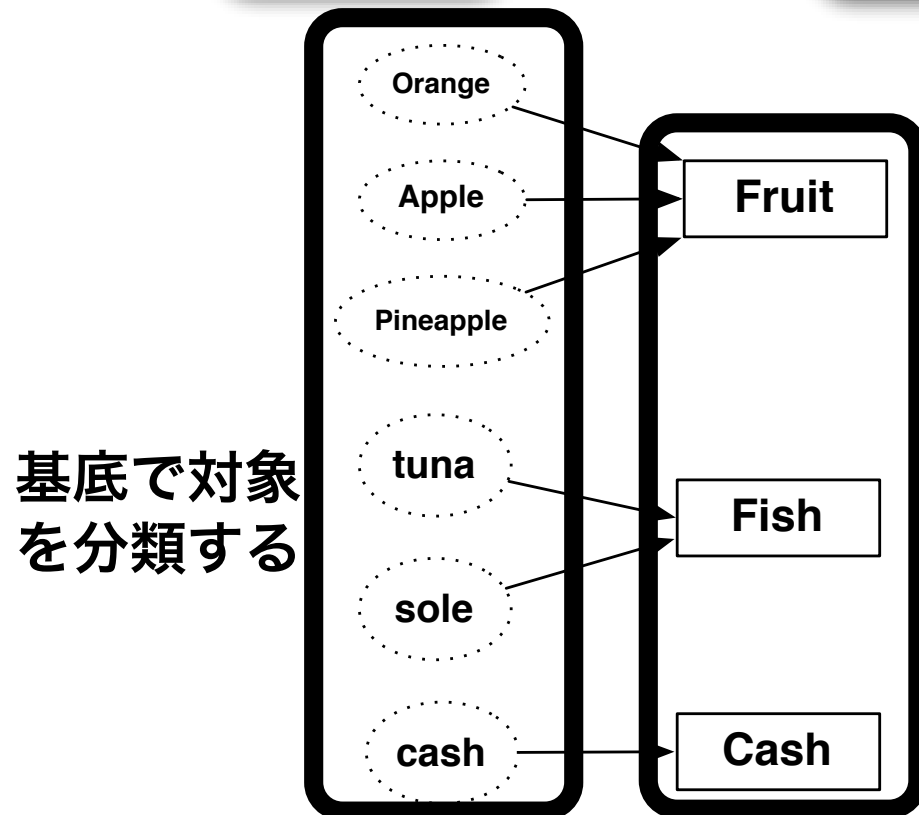 Orange
Apple
Fruit
Pineapple
基底で対象
を分類する
tuna
Fish
sole
cash
Cash